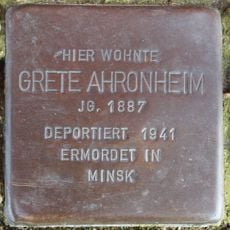 HIER WOHNTE
GRETE AHRONHEIM
JG. 1887
DEPORTIERT 1941
ERMORDET IN
MINSK